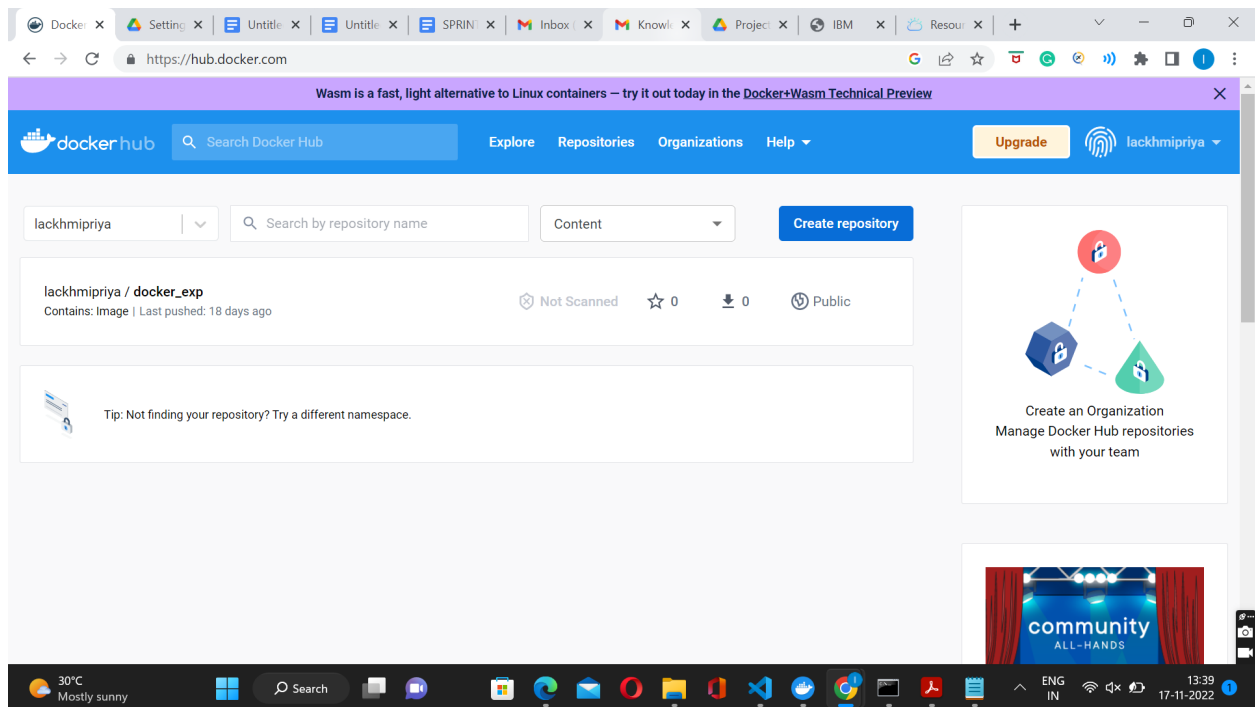 Docker
Setting
Untitle
Untitle
SPRIN
Inbox (
Knowle
Project
IBM
Resour
https://hub.docker.com
Wasm is a fast, light alternative to Linux containers — try it out today in the Docker+Wasm Technical Preview
docker hub
Search Docker Hub
Explore
Repositories
Organizations
Help
Upgrade
lackhmipriya
lackhmipriya
Search by repository name
Content
Create repository
lackhmipriya / docker_exp
Contains: Image | Last pushed: 18 days ago
Not Scanned
0
0
Public
Tip: Not finding your repository? Try a different namespace.
Create an Organization
Manage Docker Hub repositories
with your team
community
ALL-HANDS
30°C
Mostly sunny
Search
ENG
IN
13:39
17-11-2022
1